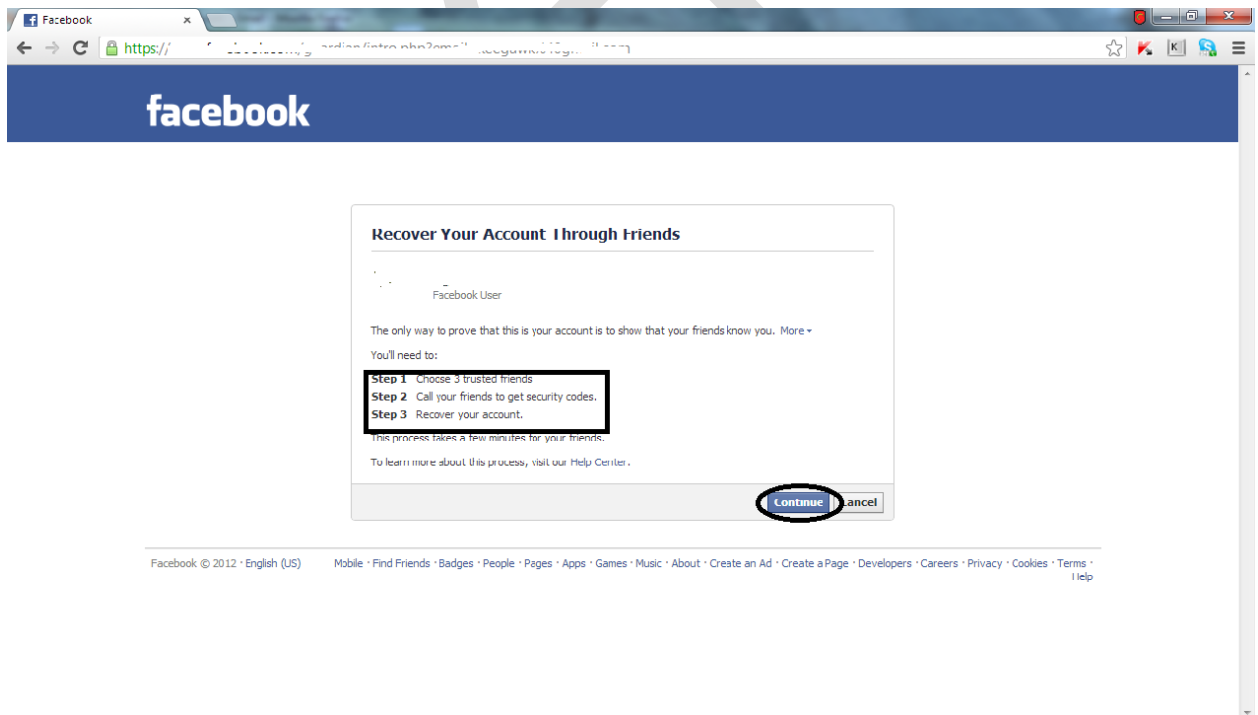 Facebook
https://
facebook
Recover Your Account Through Friends
Facebook User
The only way to prove that this is your account is to show that your friends know you. More
You'll need to:
Step 1 Choose 3 trusted friends
Step 2 Call your friends to get security codes.
Step 3 Recover your account.
This process takes a few minutes for your friends.
To learn more about this process, visit our Help Center.
Continue Cancel
Facebook © 2012 · English (US) Mobile · Find Friends · Badges · People · Pages · Apps · Games · Music · About · Create an Ad · Create a Page · Developers · Careers · Privacy · Cookies · Terms ·
Help